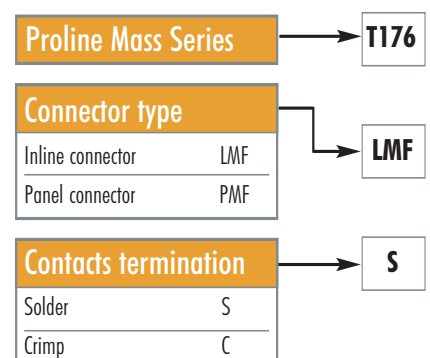 Proline Mass Series T176
Connector type
Inline connector LMF
LMF
Panel connector PMF
Contacts termination S
Solder S
Crimp C